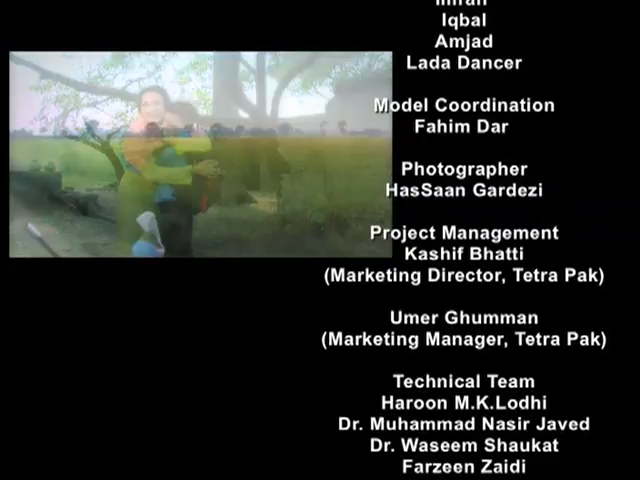 Iqbal
Amjad
Lada Dancer
Model Coordination
Fahim Dar
Photographer
HasSaan Gardezi
Project Management
Kashif Bhatti
(Marketing Director, Tetra Pak)
Umer Ghumman
(Marketing Manager, Tetra Pak)
Technical Team
Haroon M.K.Lodhi
Dr. Muhammad Nasir Javed
Dr. Waseem Shaukat
Farzeen Zaidi